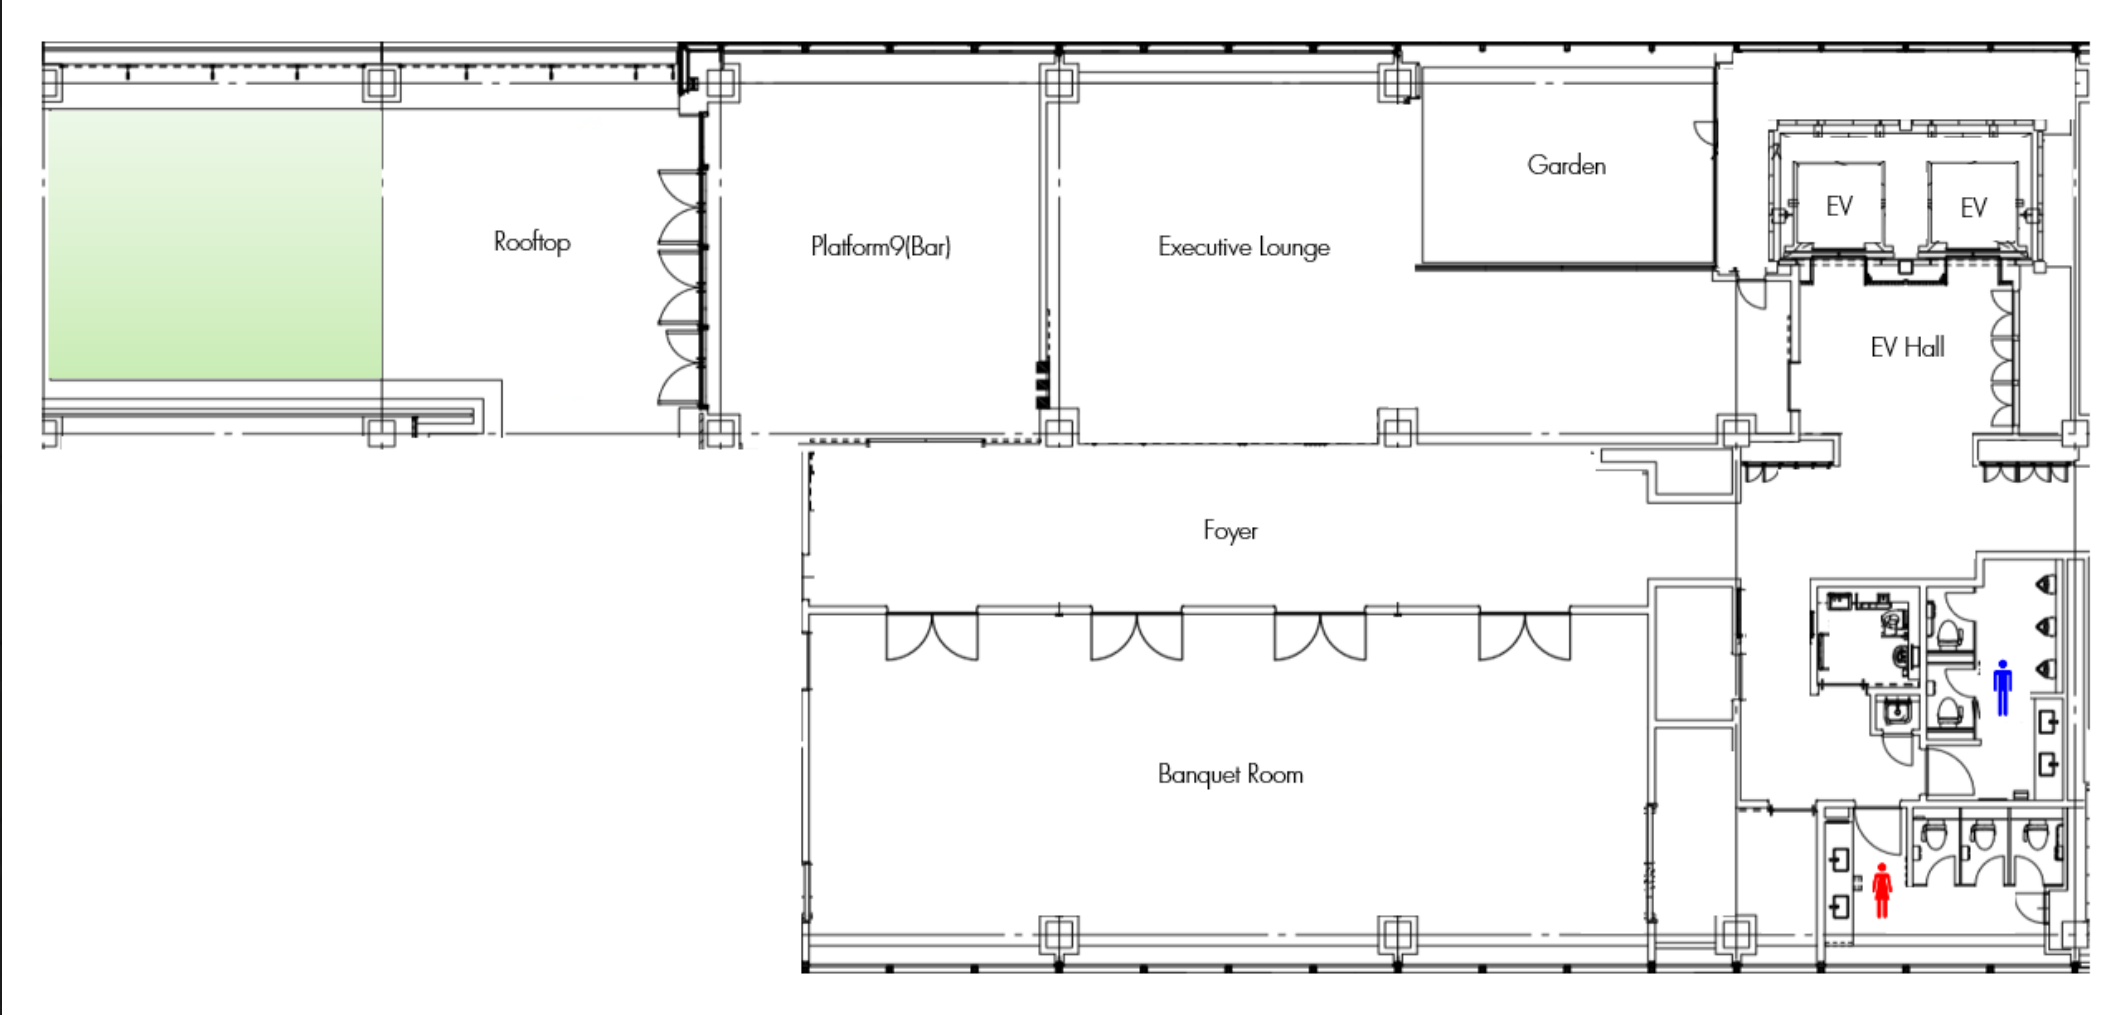 Garden
EV
EV
Rooftop
Platform9(Bar)
Executive Lounge
EV Hall
Foyer
Banquet Room